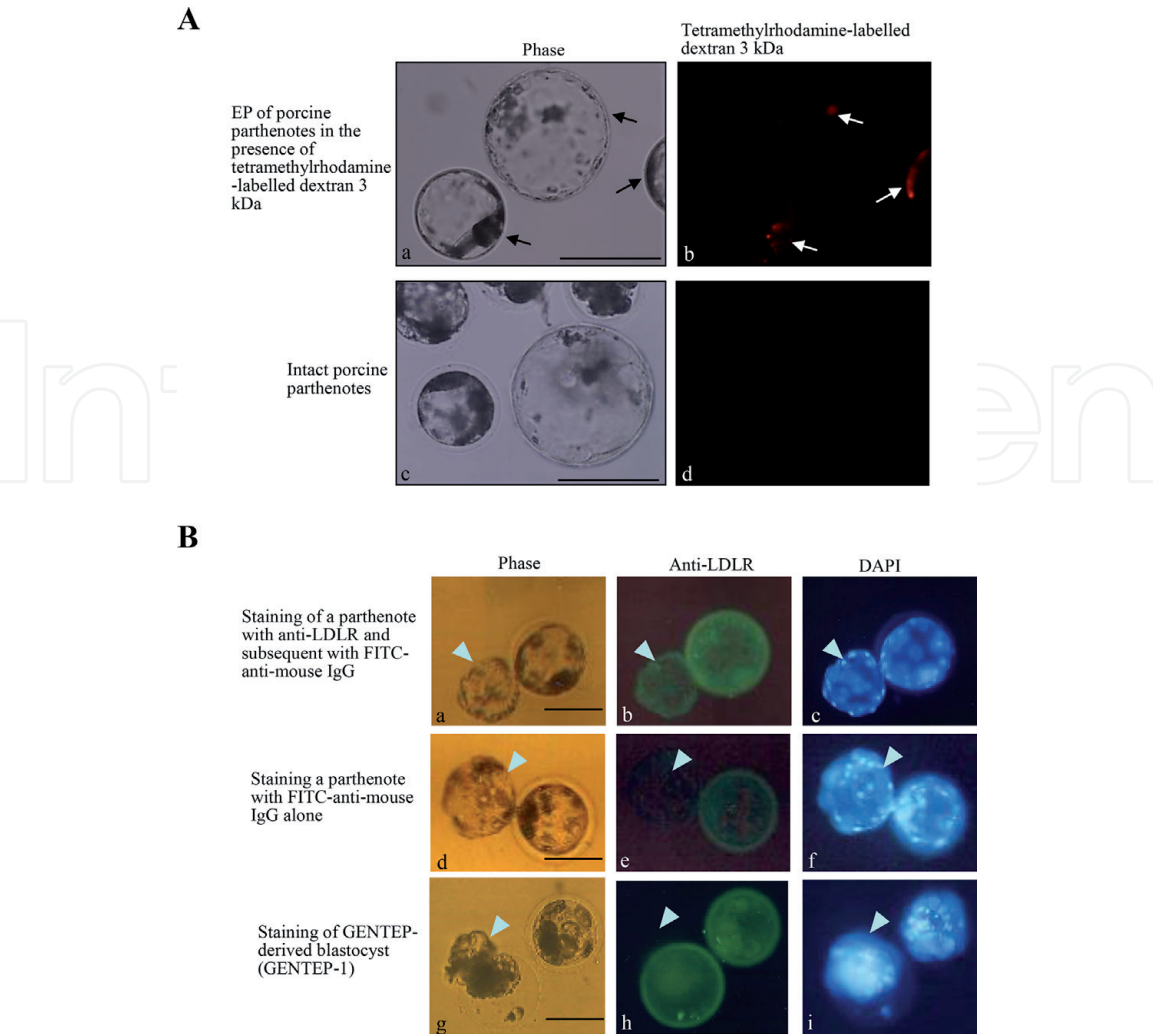 A
Phase
Tetramethylrhodamine-labelled
dextran 3 kDa
EP of porcine
parthenotes in the
presence of
tetramethylrhodamine
-labelled dextran 3
kDa
a
b
Intact porcine
parthenotes
c
d
B
Phase
Anti-LDLR
DAPI
Staining of a parthenote
with anti-LDLR and
subsequent with FITC-
anti-mouse IgG
a
b
c
Staining a parthenote
with FITC-anti-mouse
IgG alone
d
e
f
Staining of GENTEP-
derived blastocyst
(GENTEP-1)
g
h
i